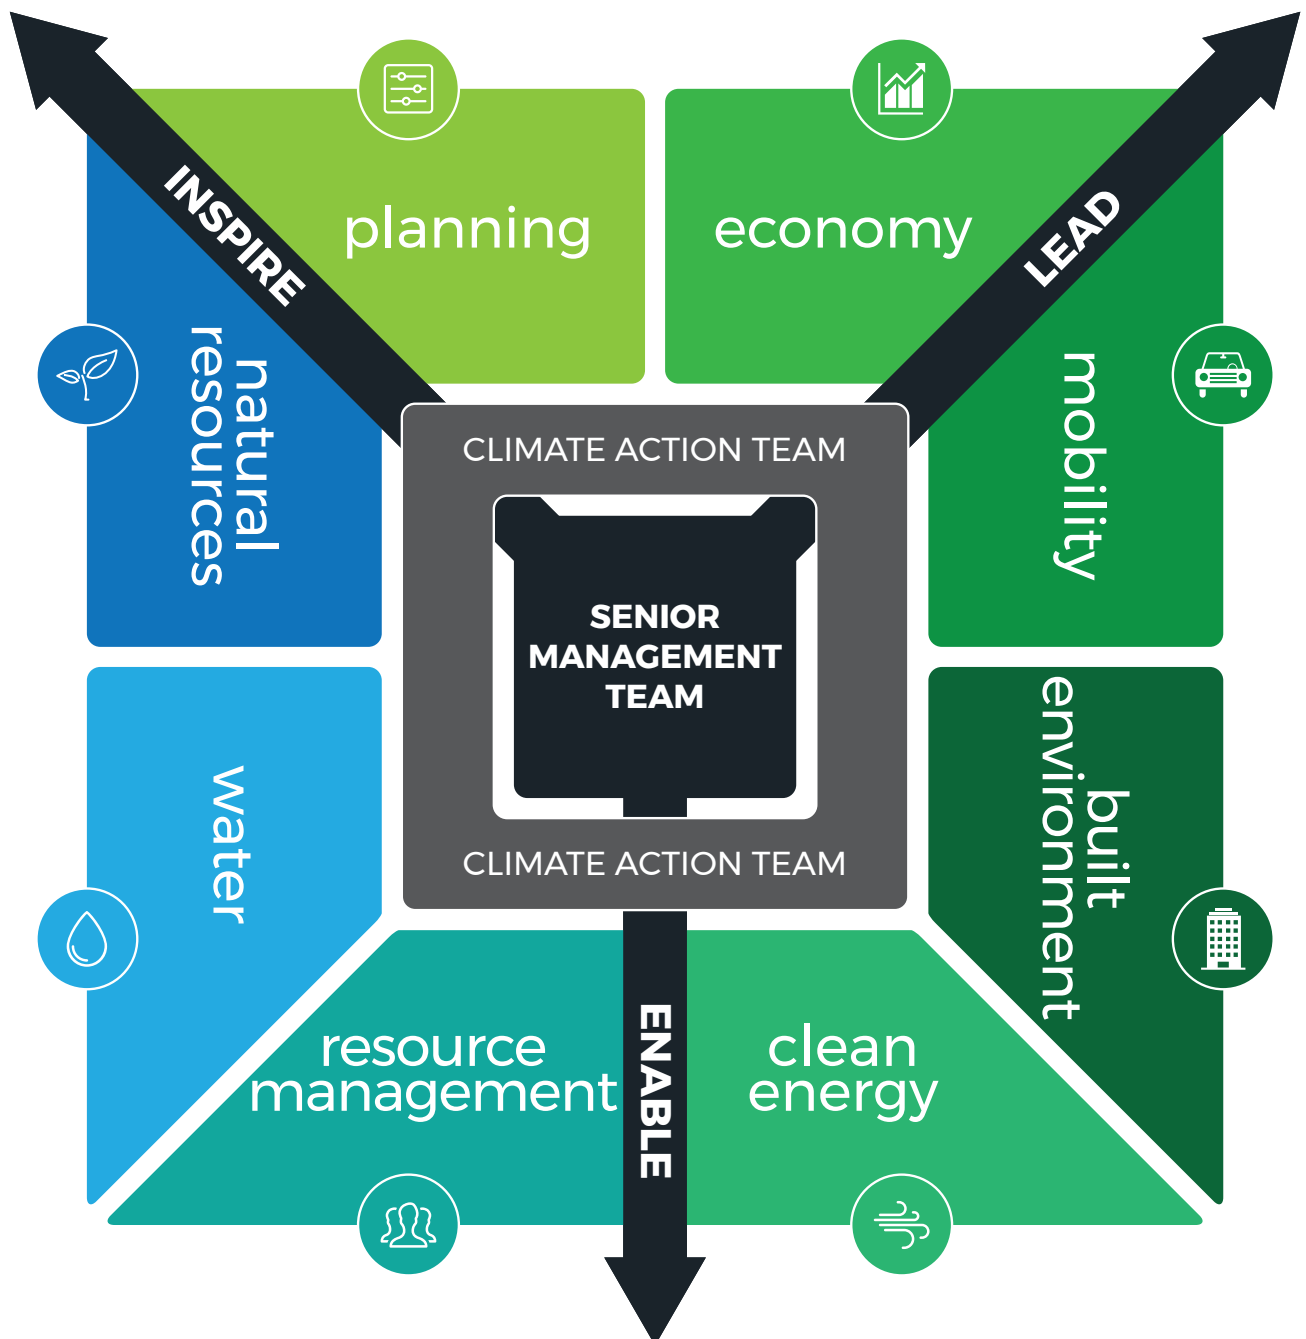 planning
economy
INSPIRE
LEAD
natural
resources
mobility
CLIMATE ACTION TEAM
SENIOR
MANAGEMENT
TEAM
CLIMATE ACTION TEAM
water
built
environment
resource
management
ENABLE
clean
energy